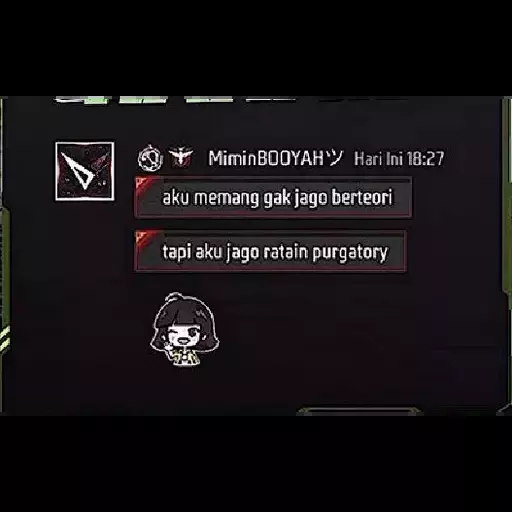 MiminBOOYAHツ Hari Ini 18:27
aku memang gak jago berteori
tapi aku jago ratain purgatory